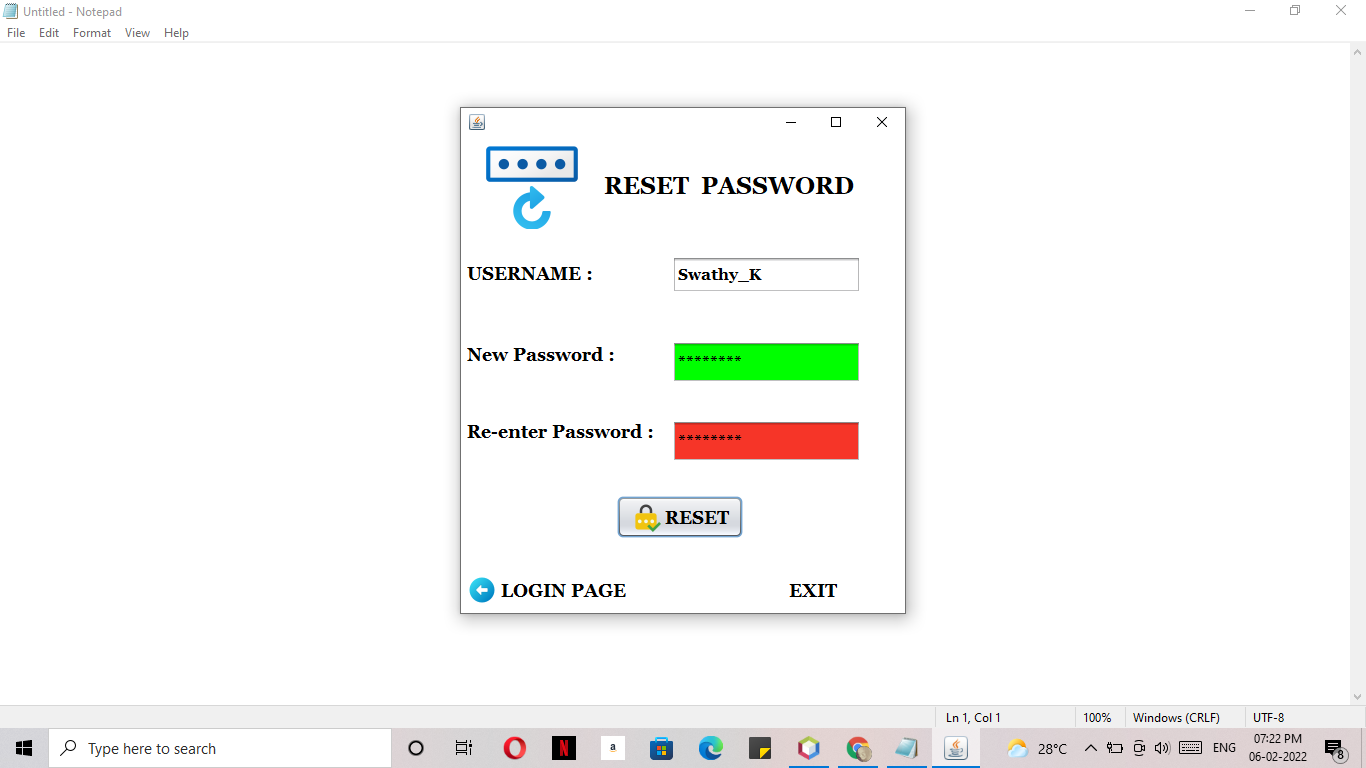 Untitled - Notepad
File Edit Format View Help
RESET PASSWORD
USERNAME : Swathy_K
New Password : ********
Re-enter Password : ********
RESET
LOGIN PAGE EXIT
Ln 1, Col 1 100% Windows (CRLF) UTF-8
Type here to search N a 28°C ENG 07:22 PM
06-02-2022 8